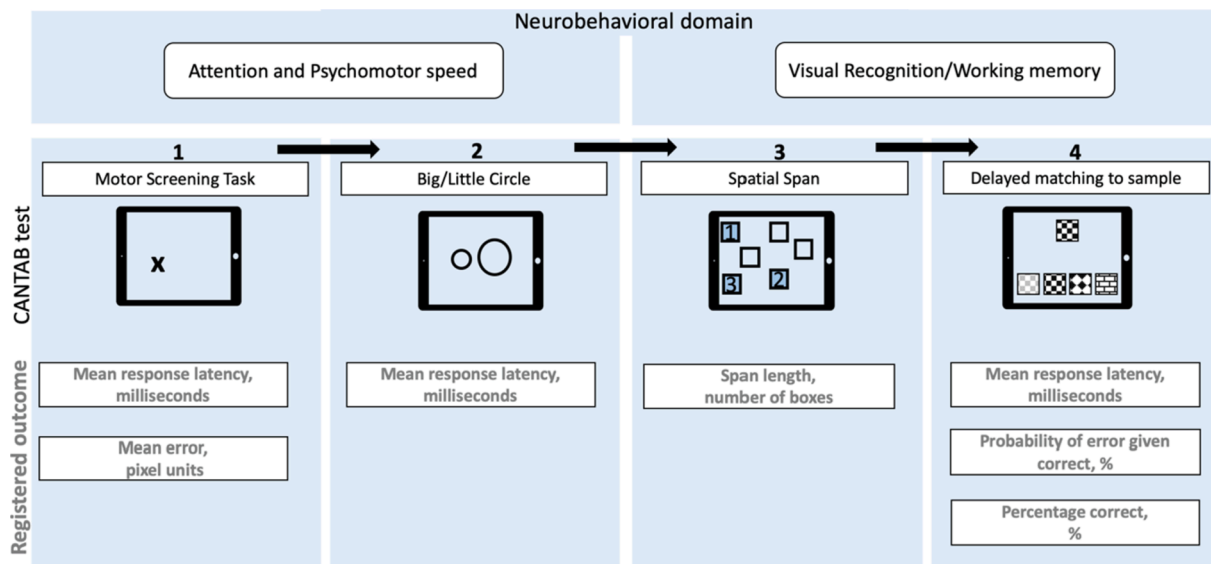 Neurobehavioral domain
Attention and Psychomotor speed
Visual Recognition/Working memory
1
2
3
4
Motor Screening Task
Big/Little Circle
Spatial Span
Delayed matching to sample
CANTAB test
x
1
3
2
Registered outcome
Mean response latency,
milliseconds
Mean error,
pixel units
Mean response latency,
milliseconds
Span length,
number of boxes
Mean response latency,
milliseconds
Probability of error given
correct, %
Percentage correct,
%